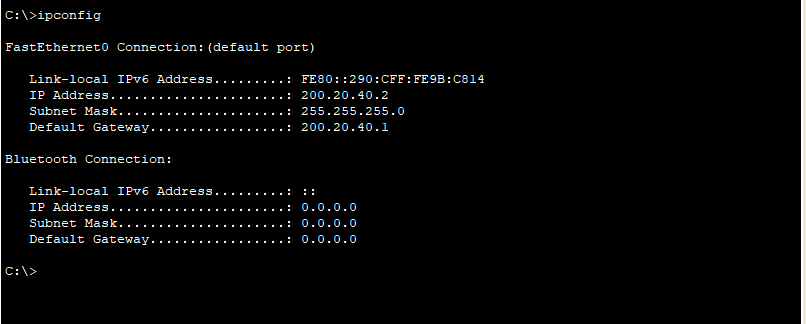 C:\>ipconfig
FastEthernet0 Connection:(default port)
Link-local IPv6 Address.........: FE80::290:CFF:FE9B:C814
IP Address......................: 200.20.40.2
Subnet Mask.....................: 255.255.255.0
Default Gateway.................: 200.20.40.1
Bluetooth Connection:
Link-local IPv6 Address.........: ::
IP Address......................: 0.0.0.0
Subnet Mask.....................: 0.0.0.0
Default Gateway.................: 0.0.0.0
C:\>